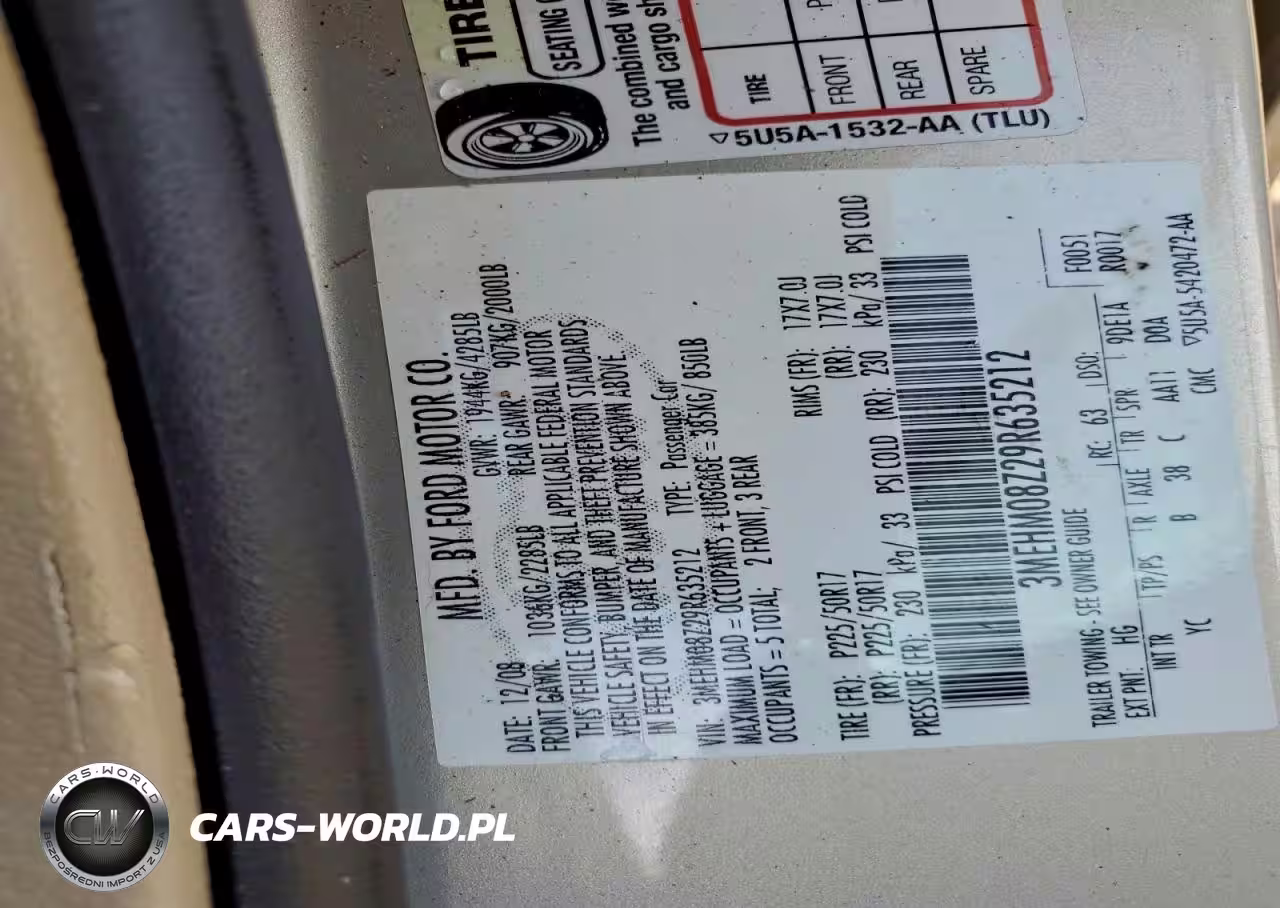 TIRE
SEATING C
The combined we
and cargo sh
TIRE
FRONT
REAR
SPARE
5U5A-1532-AA (TLU)
MFD. BY FORD MOTOR CO.
DATE: 12/08 GVWR: 1944KG/4285LB
FRONT GAWR: 1036KG/2285LB REAR GAWR: 907KG/2000LB
THIS VEHICLE CONFORMS TO ALL APPLICABLE FEDERAL MOTOR
VEHICLE SAFETY, BUMPER, AND THEFT PREVENTION STANDARDS
IN EFFECT ON THE DATE OF MANUFACTURE SHOWN ABOVE.
VIN: 3MEHM08Z29R635212 TYPE: Passenger Car
MAXIMUM LOAD = OCCUPANTS + LUGGAGE = 385KG/ 850LB
OCCUPANTS = 5 TOTAL; 2 FRONT, 3 REAR
TIRE (FR): P225/50R17 RIMS (FR): 17X7.0J
(RR): P225/50R17 (RR): 17X7.0J
PRESSURE (FR): 230 kPa/ 33 PSI COLD (RR): 230 kPa/ 33 PSI COLD
3MEHM08Z29R635212
TRAILER TOWING - SEE OWNER GUIDE
F0051
EXT PNT: HG RC: 63 DSO: R0017
INT TR TP/PS R AXLE TR SPR 9DE1A
YC B 38 C AA11 D0A
CMC 5U5A-5420472-AA
CARS-WORLD
CW
BEZPOŚREDNI IMPORT Z USA
CARS-WORLD.PL